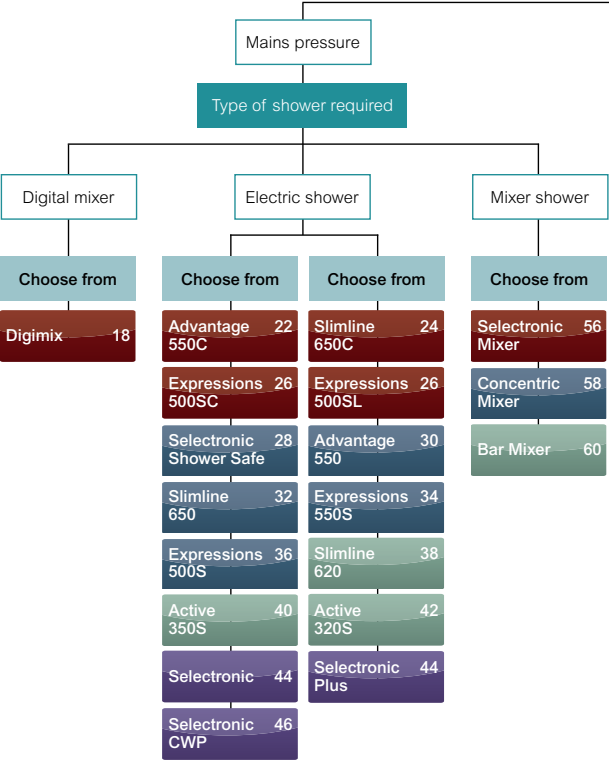 Mains pressure
Type of shower required
Digital mixer
Electric shower
Mixer shower
Choose from
Choose from
Choose from
Choose from
Digimix 18
Advantage 22
550C
Expressions 26
500SC
Selectronic 28
Shower Safe
Slimline 32
650
Expressions 36
500S
Active 40
350S
Selectronic 44
Selectronic 46
CWP
Slimline 24
650C
Expressions 26
500SL
Advantage 30
550
Expressions 34
550S
Slimline 38
620
Active 42
320S
Selectronic 44
Plus
Selectronic 56
Mixer
Concentric 58
Mixer
Bar Mixer 60